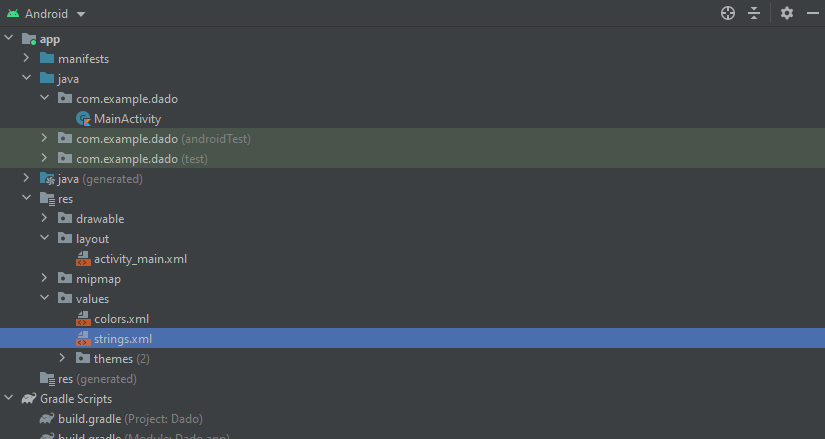 Android
app
manifests
java
com.example.dado
MainActivity
com.example.dado (androidTest)
com.example.dado (test)
java (generated)
res
drawable
layout
activity_main.xml
mipmap
values
colors.xml
strings.xml
themes (2)
res (generated)
Gradle Scripts
build.gradle (Project: Dado)
build.gradle (Module: Dado.app)